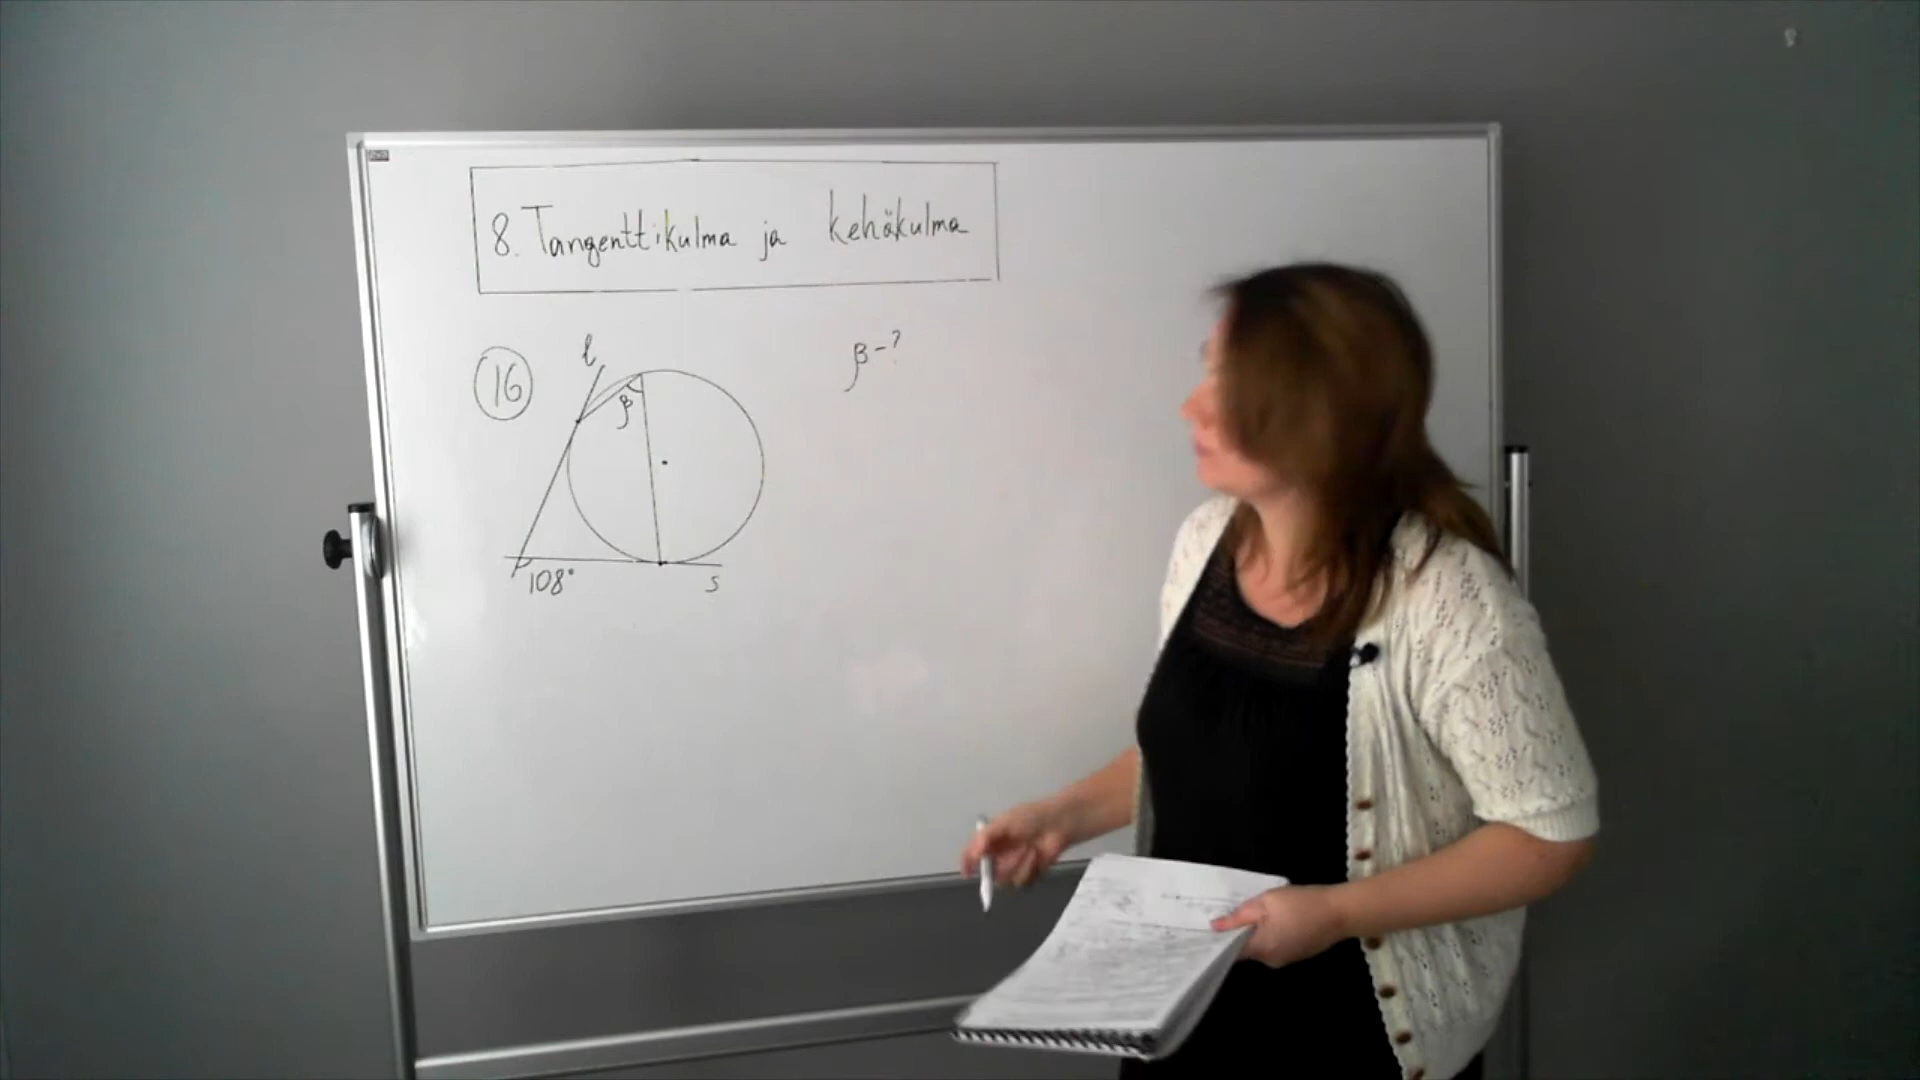 8. Tangenttikulma ja kehäkulma
16
l
β
β - ?
108°
s